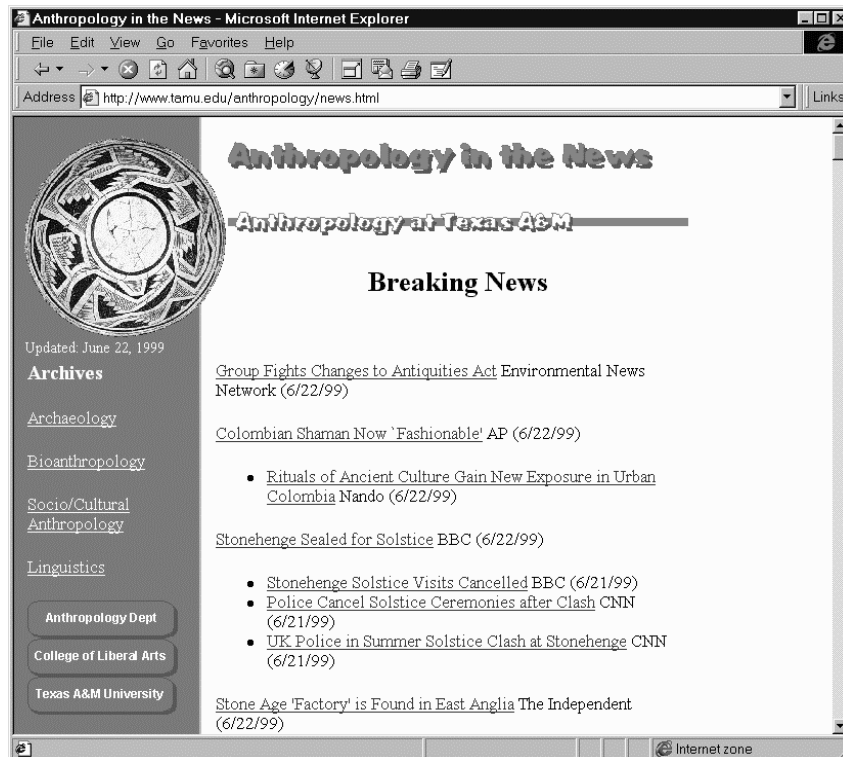 Anthropology in the News - Microsoft Internet Explorer
File Edit View Go Favorites Help
Address http://www.tamu.edu/anthropology/news.html Links
Anthropology in the News
Anthropology at Texas A&M
Breaking News
Updated: June 22, 1999
Archives
Archaeology
Bioanthropology
Socio/Cultural
Anthropology
Linguistics
Anthropology Dept
College of Liberal Arts
Texas A&M University
Group Fights Changes to Antiquities Act Environmental News
Network (6/22/99)
Colombian Shaman Now `Fashionable' AP (6/22/99)
• Rituals of Ancient Culture Gain New Exposure in Urban
Colombia Nando (6/22/99)
Stonehenge Sealed for Solstice BBC (6/22/99)
• Stonehenge Solstice Visits Cancelled BBC (6/21/99)
• Police Cancel Solstice Ceremonies after Clash CNN
(6/21/99)
• UK Police in Summer Solstice Clash at Stonehenge CNN
(6/21/99)
Stone Age 'Factory' is Found in East Anglia The Independent
(6/22/99)
Internet zone